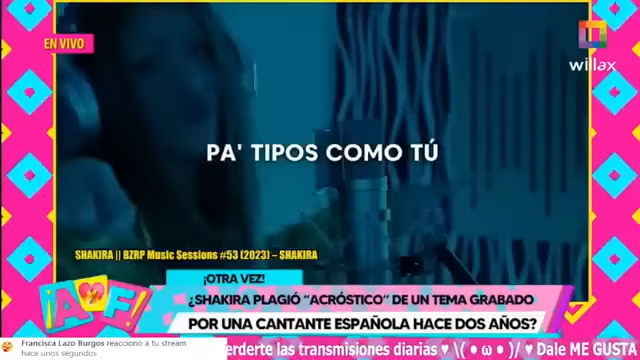 EN VIVO
willax
PA' TIPOS COMO TÚ
SHAKIRA || BZRP Music Sessions #53 (2023) – SHAKIRA
¡OTRA VEZ!
¡A F!
¿SHAKIRA PLAGIÓ “ACRÓSTICO” DE UN TEMA GRABADO
POR UNA CANTANTE ESPAÑOLA HACE DOS AÑOS?
Francisca Lazo Burgos reaccionó a tu stream
hace unos segundos
erderte las transmisiones diarias ♥ \( • ω • )/ ♥ Dale ME GUSTA